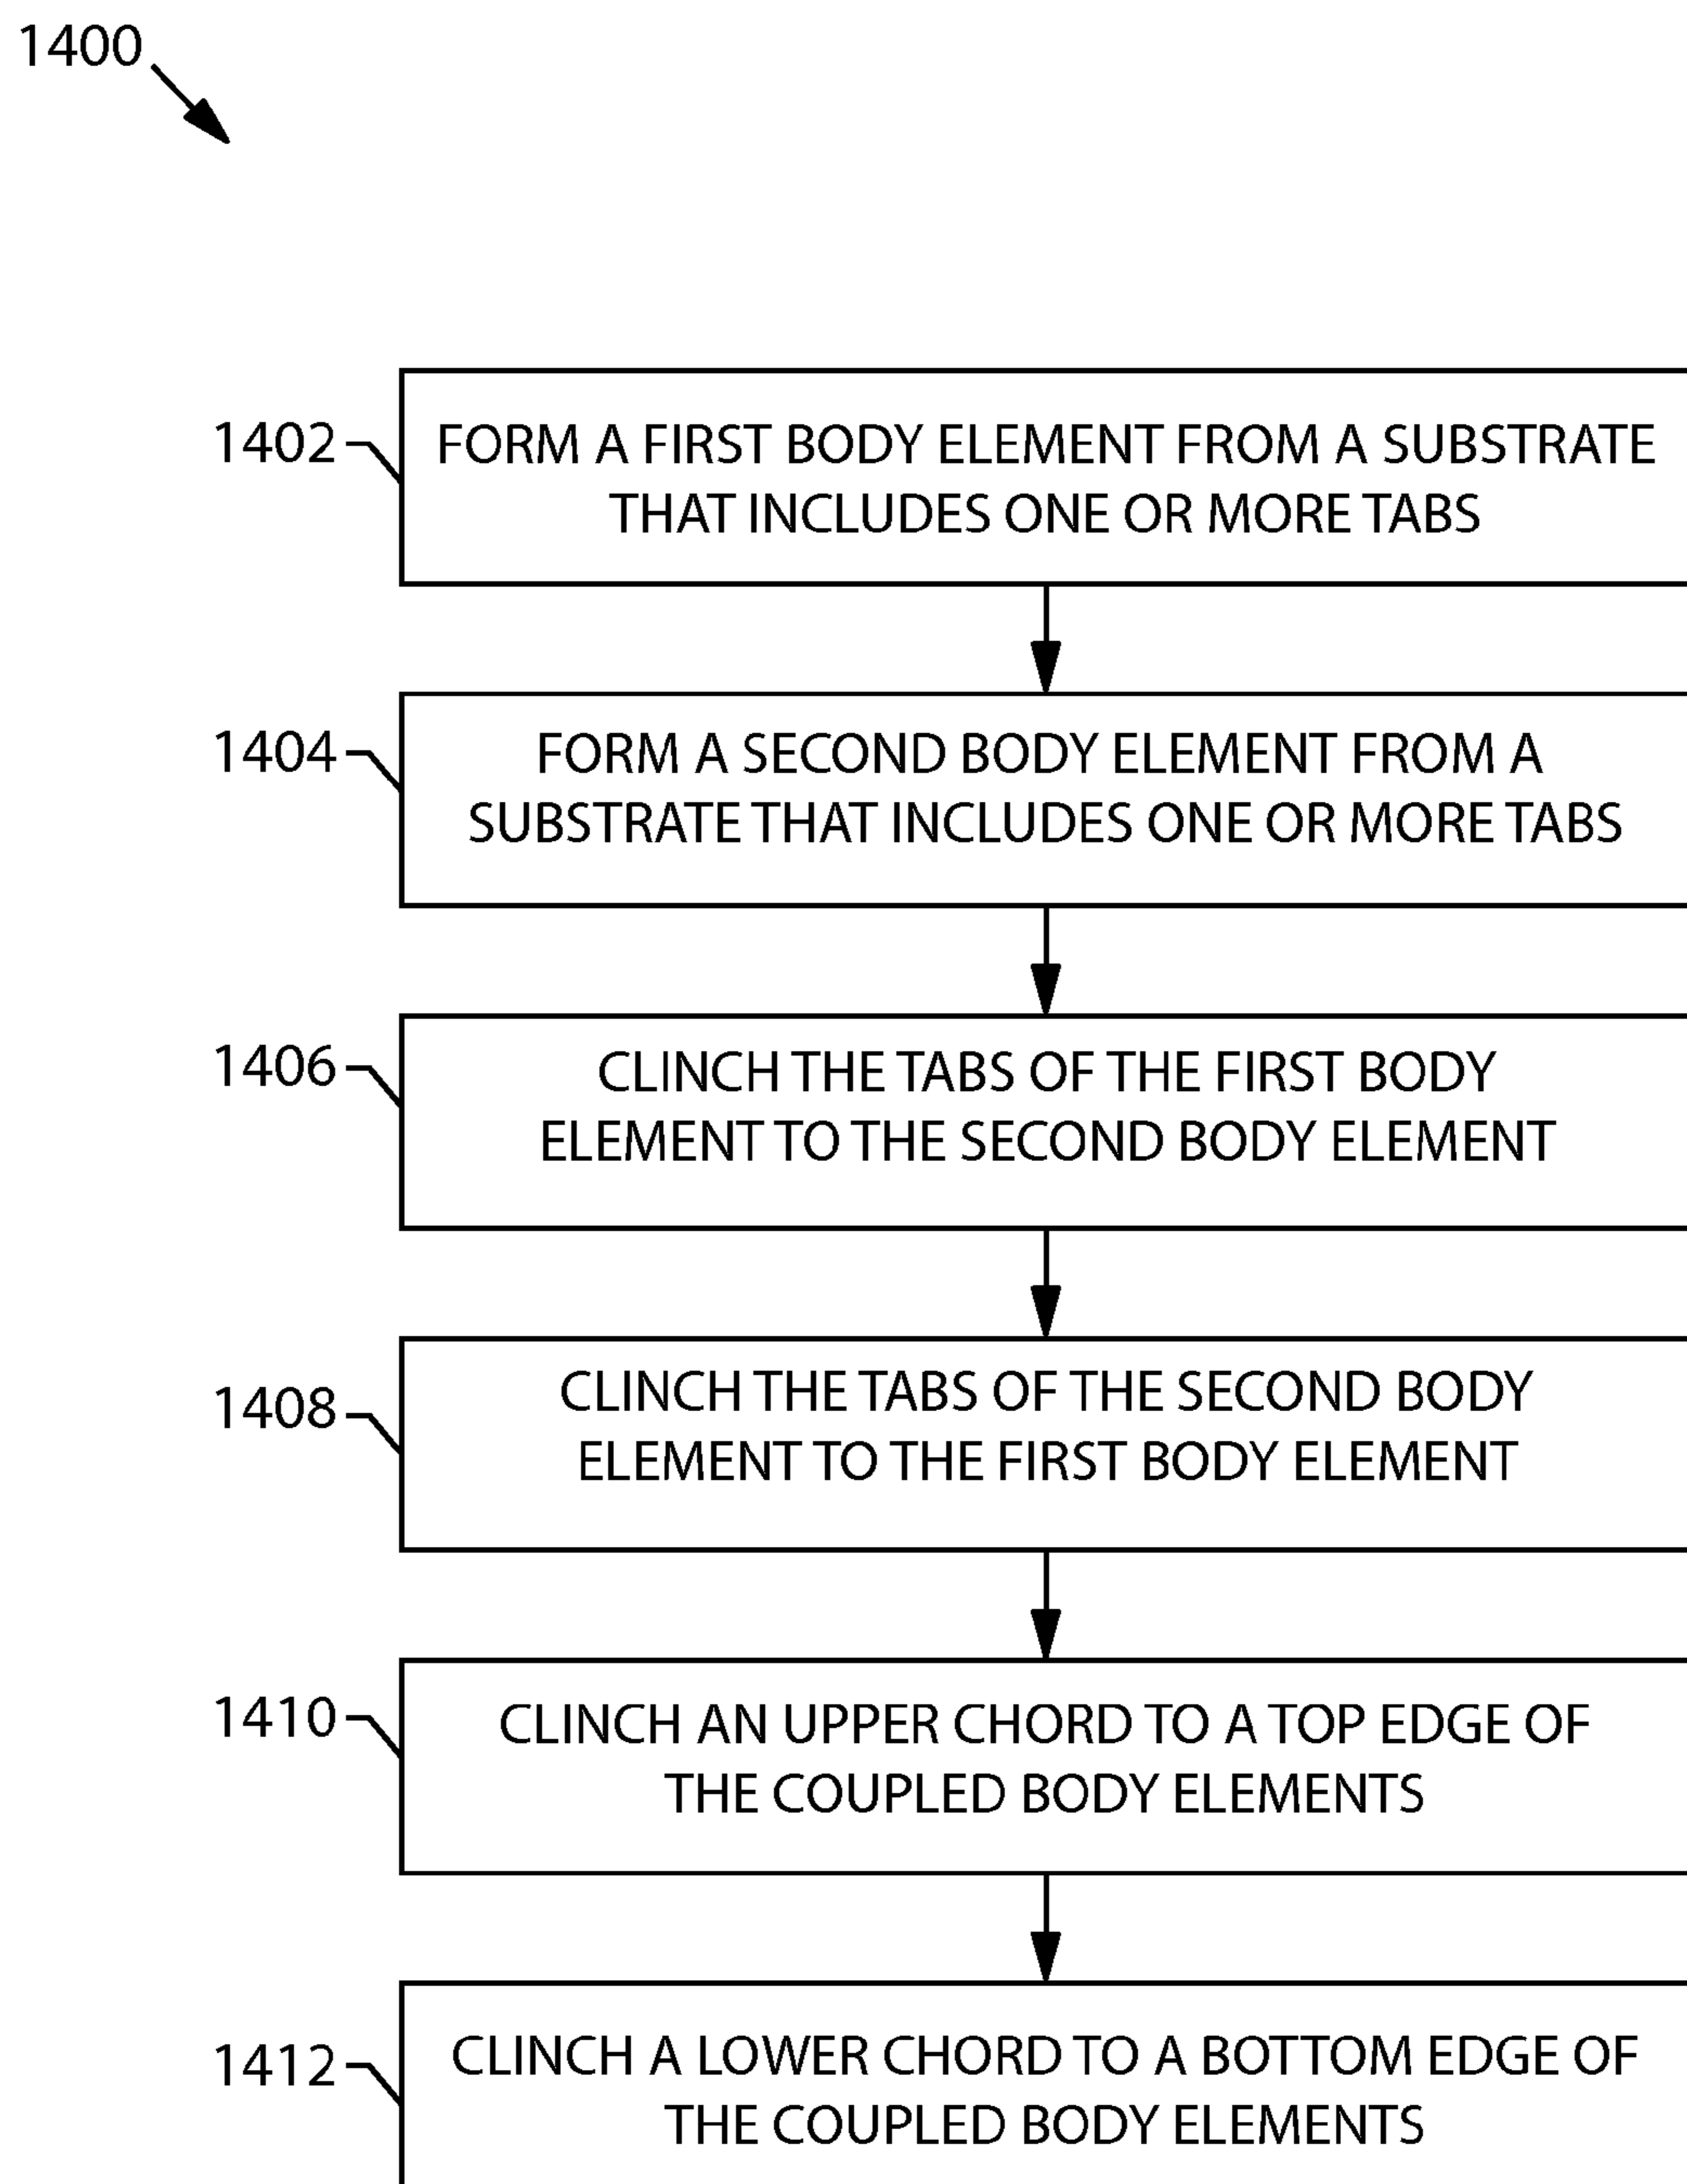 1400
1402
FORM A FIRST BODY ELEMENT FROM A SUBSTRATE
THAT INCLUDES ONE OR MORE TABS
1404
FORM A SECOND BODY ELEMENT FROM A
SUBSTRATE THAT INCLUDES ONE OR MORE TABS
1406
CLINCH THE TABS OF THE FIRST BODY
ELEMENT TO THE SECOND BODY ELEMENT
1408
CLINCH THE TABS OF THE SECOND BODY
ELEMENT TO THE FIRST BODY ELEMENT
1410
CLINCH AN UPPER CHORD TO A TOP EDGE OF
THE COUPLED BODY ELEMENTS
1412
CLINCH A LOWER CHORD TO A BOTTOM EDGE OF
THE COUPLED BODY ELEMENTS